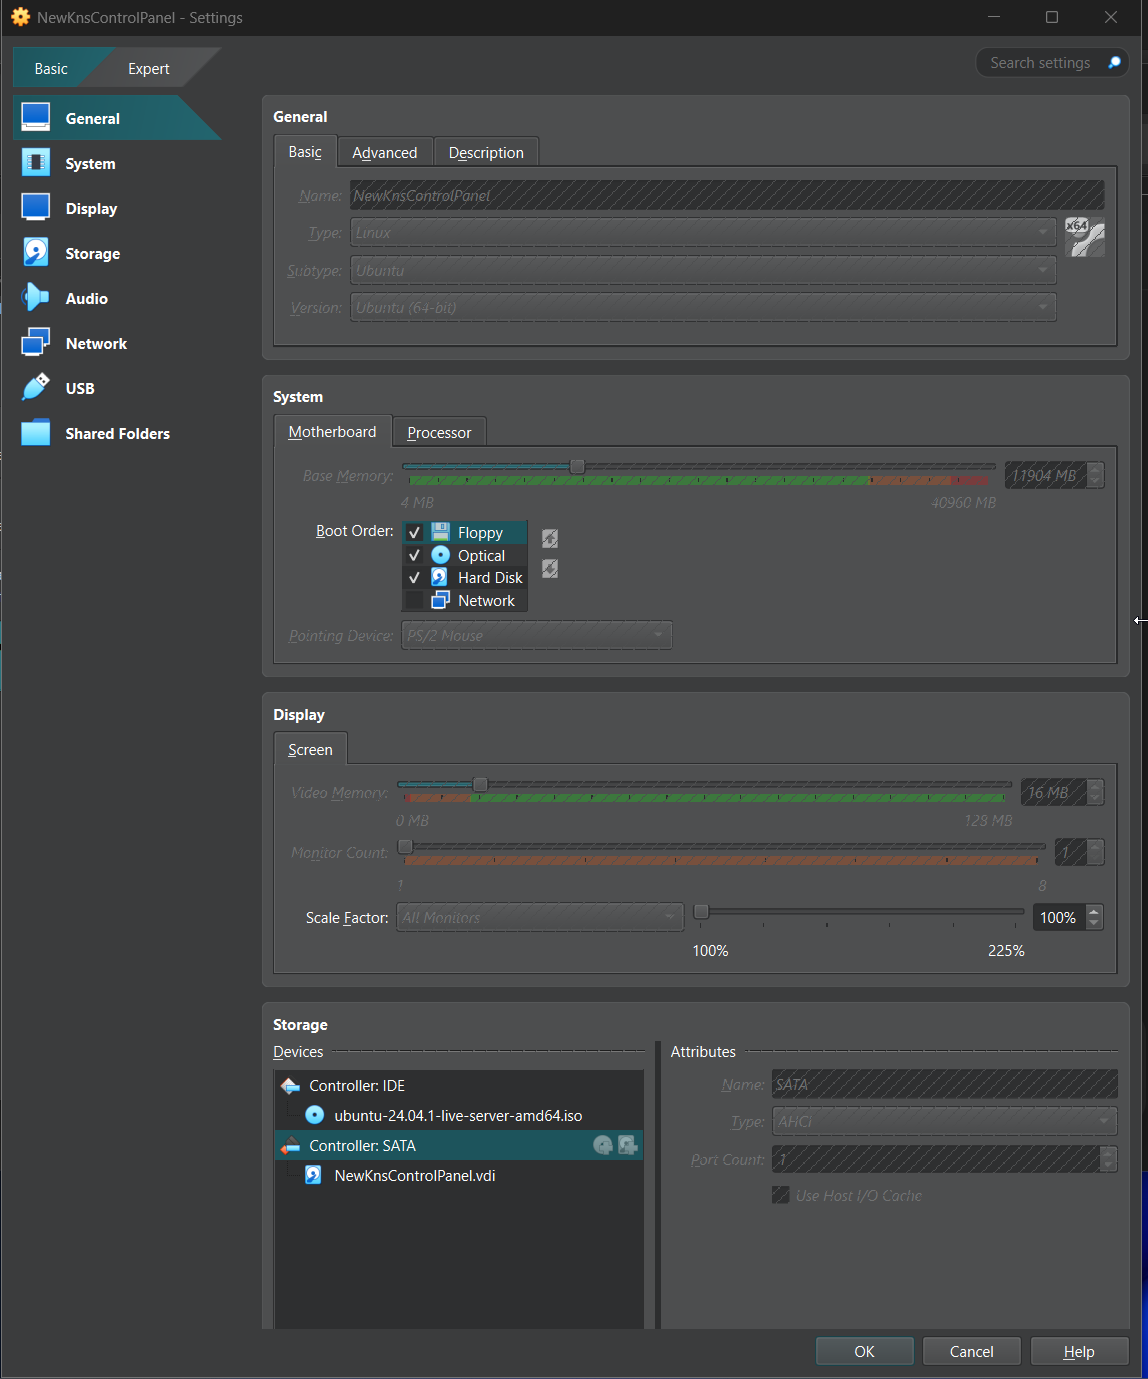 NewKnsControlPanel - Settings
Basic
Expert
Search settings
General
System
Display
Storage
Audio
Network
USB
Shared Folders
General
Basic
Advanced
Description
Name: NewKnsControlPanel
Type: Linux
x64
Subtype: Ubuntu
Version: Ubuntu (64-bit)
System
Motherboard
Processor
Base Memory: 11904 MB
4 MB 40960 MB
Boot Order:
Floppy
Optical
Hard Disk
Network
Pointing Device: PS/2 Mouse
Display
Screen
Video Memory: 16 MB
0 MB 128 MB
Monitor Count: 1
1 8
Scale Factor: All Monitors 100%
100% 225%
Storage
Devices
Controller: IDE
ubuntu-24.04.1-live-server-amd64.iso
Controller: SATA
NewKnsControlPanel.vdi
Attributes
Name: SATA
Type: AHCI
Port Count: 1
Use Host I/O Cache
OK
Cancel
Help